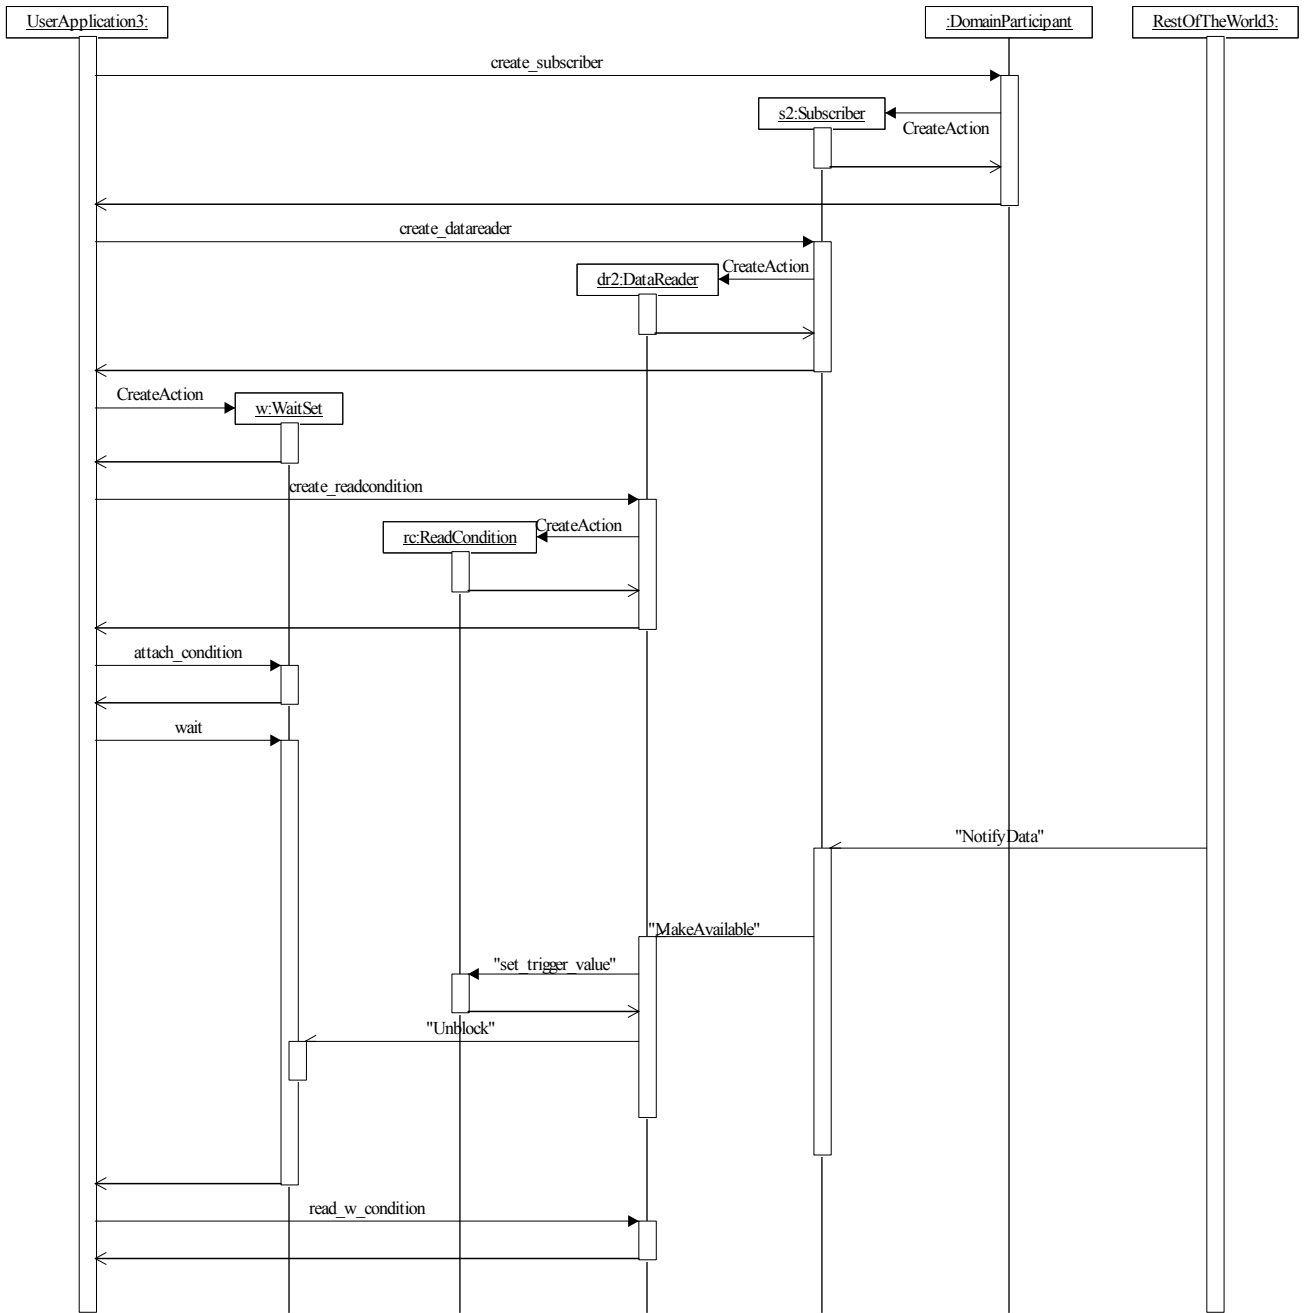 UserApplication3:
:DomainParticipant
RestOfTheWorld3:
create_subscriber
s2:Subscriber
CreateAction
create_datareader
dr2:DataReader
CreateAction
CreateAction
w:WaitSet
create_readcondition
rc:ReadCondition
CreateAction
attach_condition
wait
"NotifyData"
"MakeAvailable"
"set_trigger_value"
"Unblock"
read_w_condition